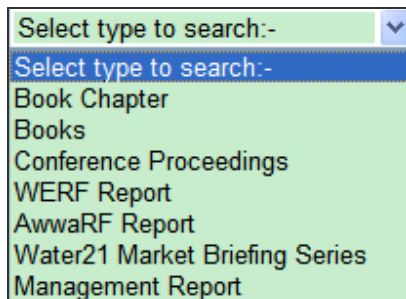 Select type to search:-
Select type to search:-
Book Chapter
Books
Conference Proceedings
WERF Report
AwwaRF Report
Water21 Market Briefing Series
Management Report